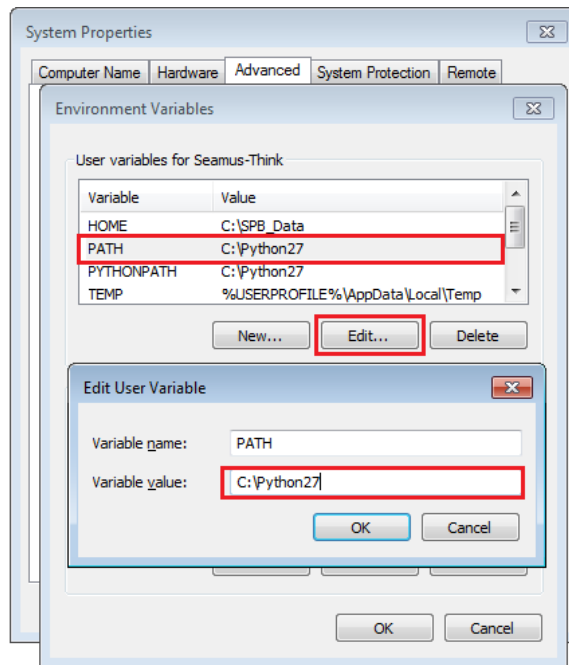 System Properties
Computer Name Hardware Advanced System Protection Remote
Environment Variables
User variables for Seamus-Think
Variable Value
HOME C:\SPB_Data
PATH C:\Python27
PYTHONPATH C:\Python27
TEMP %USERPROFILE%\AppData\Local\Temp
New... Edit... Delete
Edit User Variable
Variable name: PATH
Variable value: C:\Python27
OK Cancel
OK Cancel